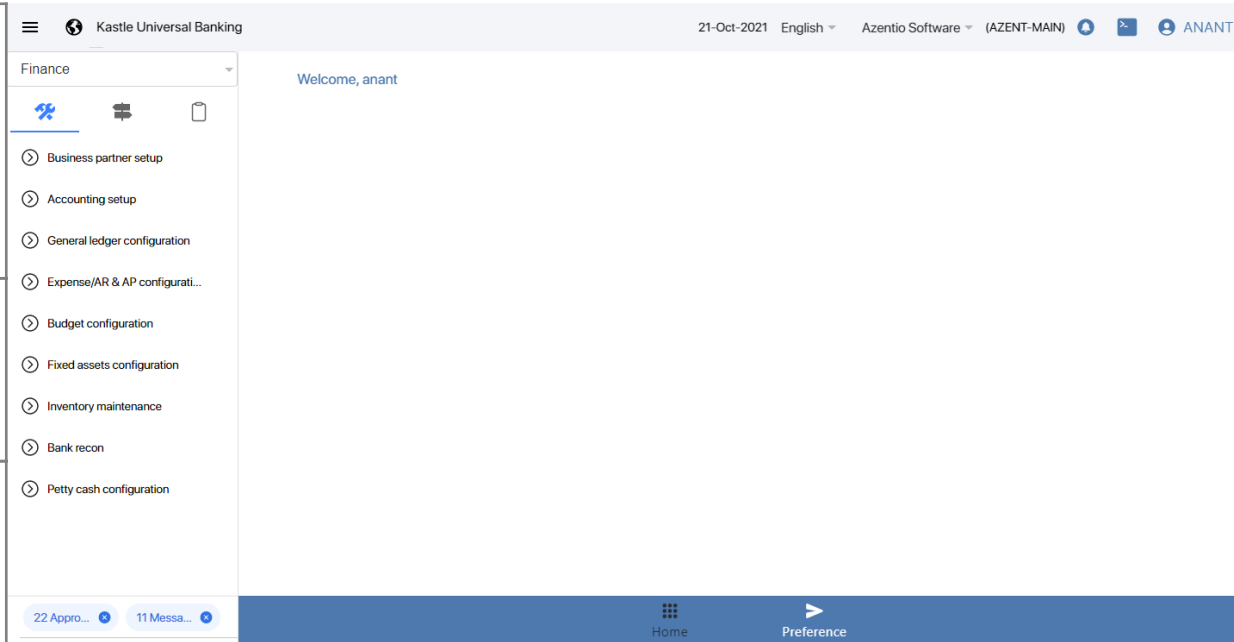 Kastle Universal Banking 21-Oct-2021 English Azentio Software (AZENT-MAIN) ANANT
Finance
Welcome, anant
Business partner setup
Accounting setup
General ledger configuration
Expense/AR & AP configurati...
Budget configuration
Fixed assets configuration
Inventory maintenance
Bank recon
Petty cash configuration
22 Appro... 11 Messa...
Home Preference